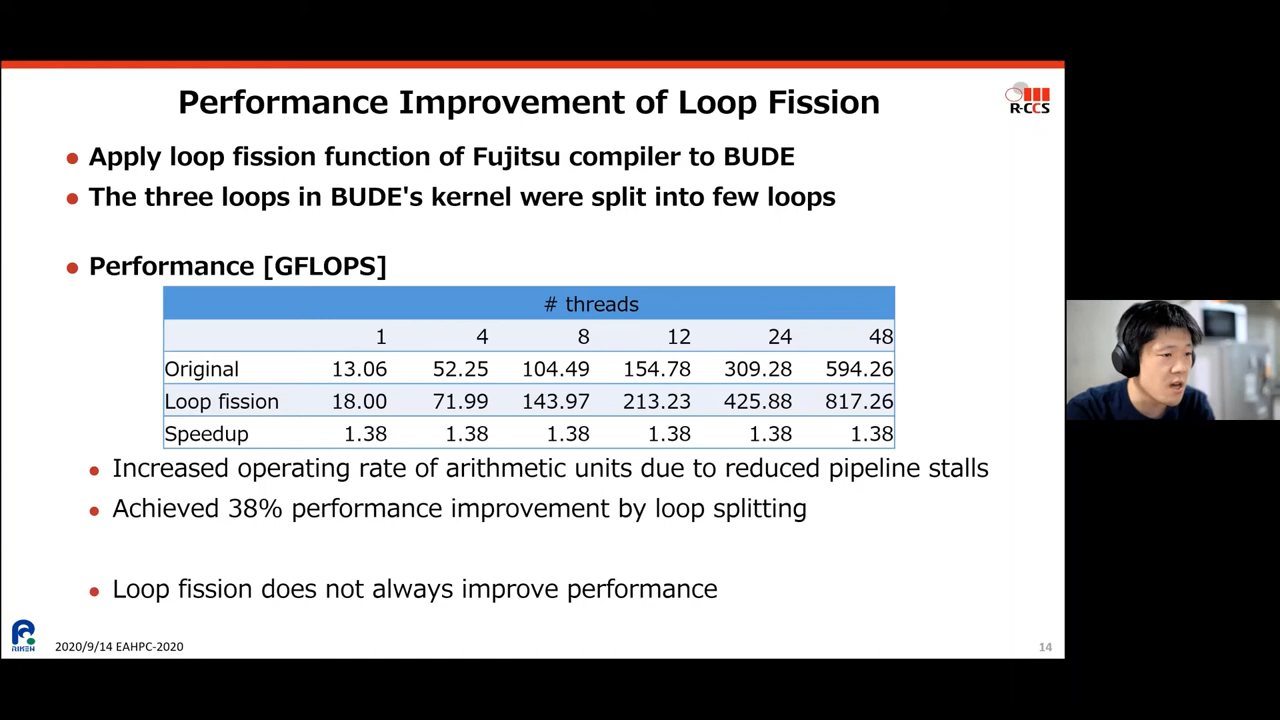 Performance Improvement of Loop Fission
R-CCS
Apply loop fission function of Fujitsu compiler to BUDE
The three loops in BUDE's kernel were split into few loops
Performance [GFLOPS]
# threads
1 4 8 12 24 48
Original 13.06 52.25 104.49 154.78 309.28 594.26
Loop fission 18.00 71.99 143.97 213.23 425.88 817.26
Speedup 1.38 1.38 1.38 1.38 1.38 1.38
Increased operating rate of arithmetic units due to reduced pipeline stalls
Achieved 38% performance improvement by loop splitting
Loop fission does not always improve performance
RIKEN
2020/9/14 EAHPC-2020
14